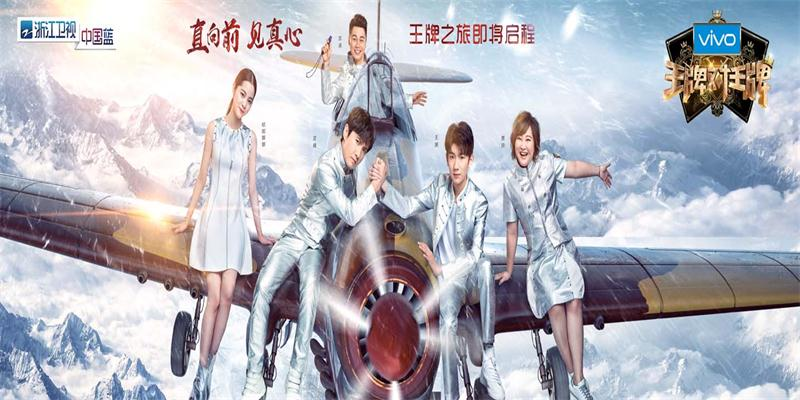 浙江卫视 中国蓝
直向前 见真心
王牌之旅即将启程
vivo
王牌对王牌